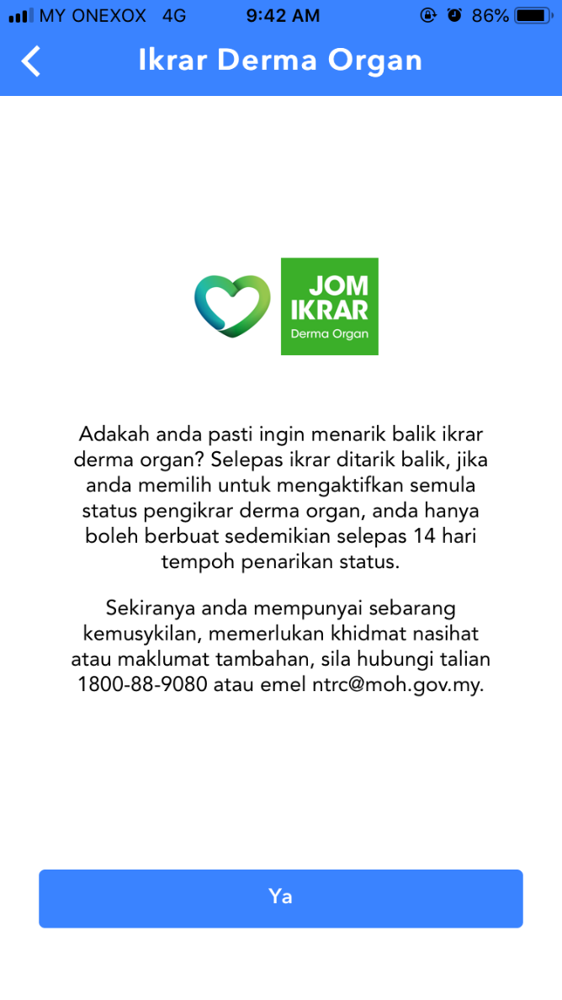 MY ONEXOX 4G 9:42 AM 86%
Ikrar Derma Organ
JOM
IKRAR
Derma Organ
Adakah anda pasti ingin menarik balik ikrar
derma organ? Selepas ikrar ditarik balik, jika
anda memilih untuk mengaktifkan semula
status pengikrar derma organ, anda hanya
boleh berbuat sedemikian selepas 14 hari
tempoh penarikan status.
Sekiranya anda mempunyai sebarang
kemusykilan, memerlukan khidmat nasihat
atau maklumat tambahan, sila hubungi talian
1800-88-9080 atau emel ntrc@moh.gov.my.
Ya